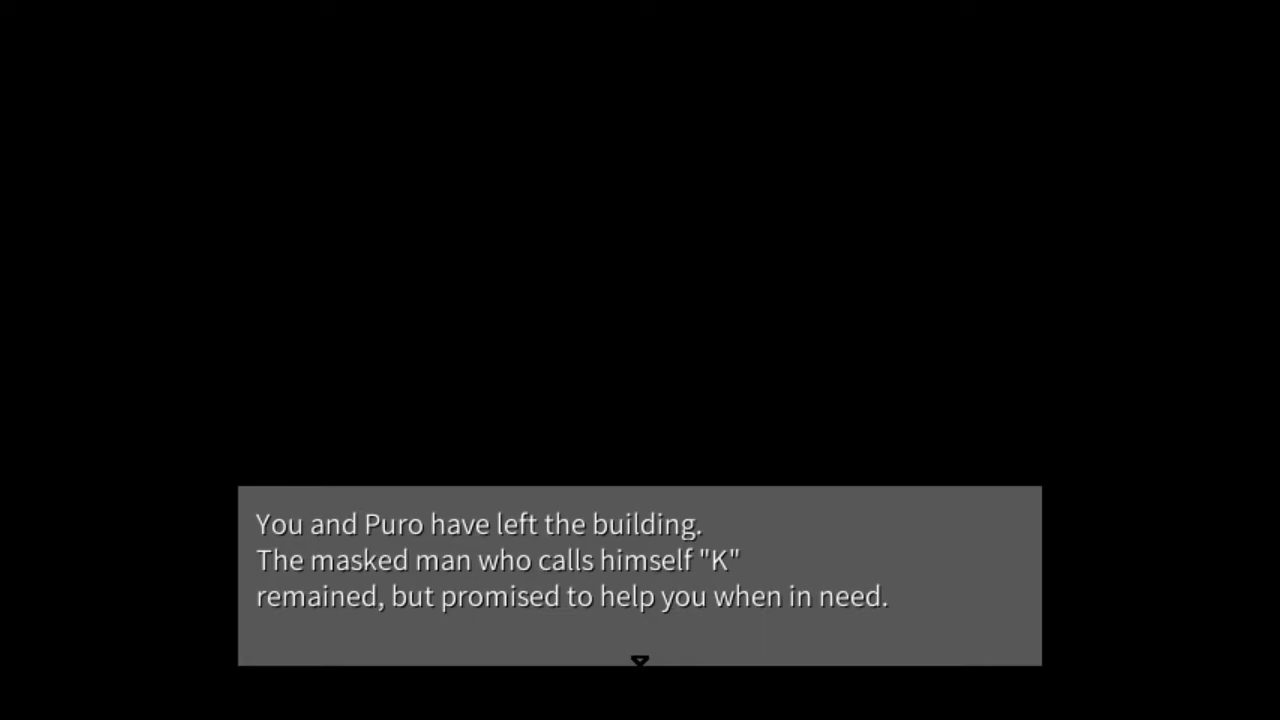 You and Puro have left the building.
The masked man who calls himself "K"
remained, but promised to help you when in need.